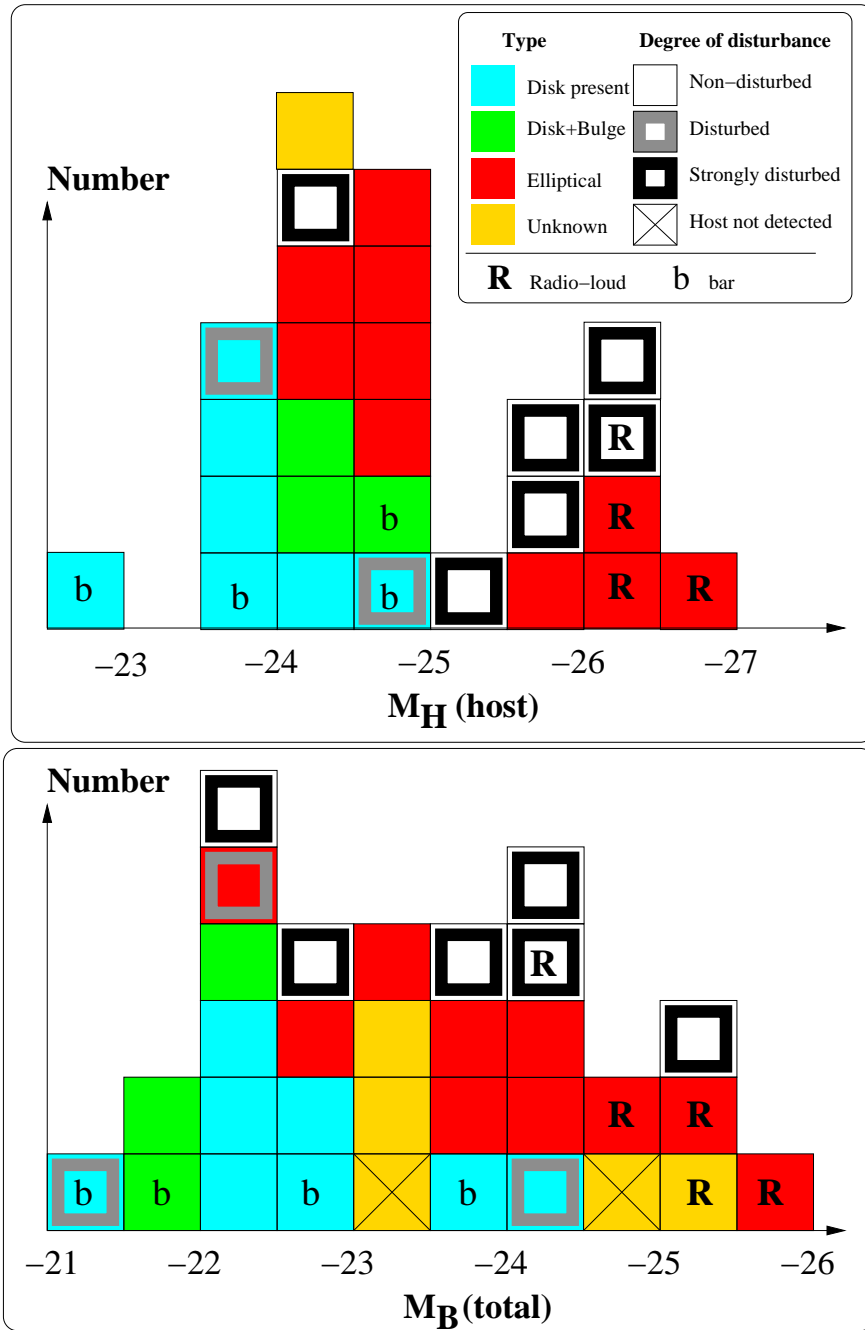 Type Degree of disturbance
Disk present Non−disturbed
Disk+Bulge Disturbed
Elliptical Strongly disturbed
Unknown Host not detected
R Radio−loud b bar
Number
R
b R
b b b R R
−23 −24 −25 −26 −27
M_H (host)
Number
R
R R
b b b b R R
−21 −22 −23 −24 −25 −26
M_B (total)